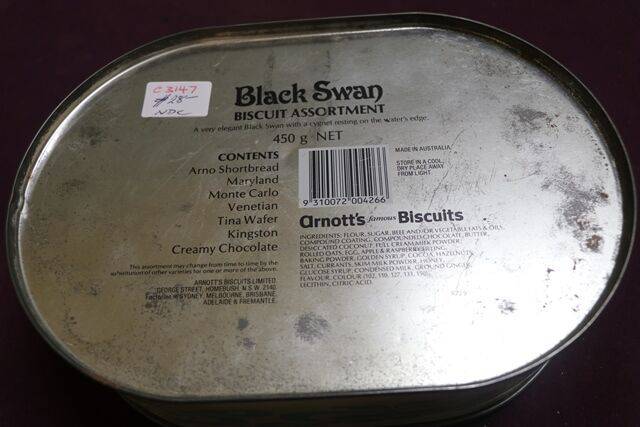 C3147
$28-
NDC
Black Swan
BISCUIT ASSORTMENT
A very elegant Black Swan with a cygnet resting on the water's edge.
450 g NET
CONTENTS
Arno Shortbread
Maryland
Monte Carlo
Venetian
Tina Wafer
Kingston
Creamy Chocolate
This assortment may change from time to time by the
substitution of other varieties for one or more of the above.
ARNOTT'S BISCUITS LIMITED.
GEORGE STREET, HOMEBUSH, N.S.W. 2140.
Factories SYDNEY, MELBOURNE, BRISBANE,
ADELAIDE & FREMANTLE.
9 310072 004266
MADE IN AUSTRALIA.
STORE IN A COOL,
DRY PLACE AWAY
FROM LIGHT.
arnott's famous Biscuits
INGREDIENTS: FLOUR, SUGAR, BEEF AND/OR VEGETABLE FATS & OILS,
COMPOUND COATING, COMPOUNDED CHOCOLATE, BUTTER,
DESICCATED COCONUT, FULL CREAM MILK POWDER,
ROLLED OATS, EGG, APPLE & RASPBERRY FILLING,
BAKING POWDER, GOLDEN SYRUP, COCOA, HAZELNUTS,
SALT, CURRANTS, SKIM MILK POWDER, HONEY,
GLUCOSE SYRUP, CONDENSED MILK, GROUND GINGER,
FLAVOUR, COLOUR (102, 110, 127, 133, 150),
LECITHIN, CITRIC ACID.